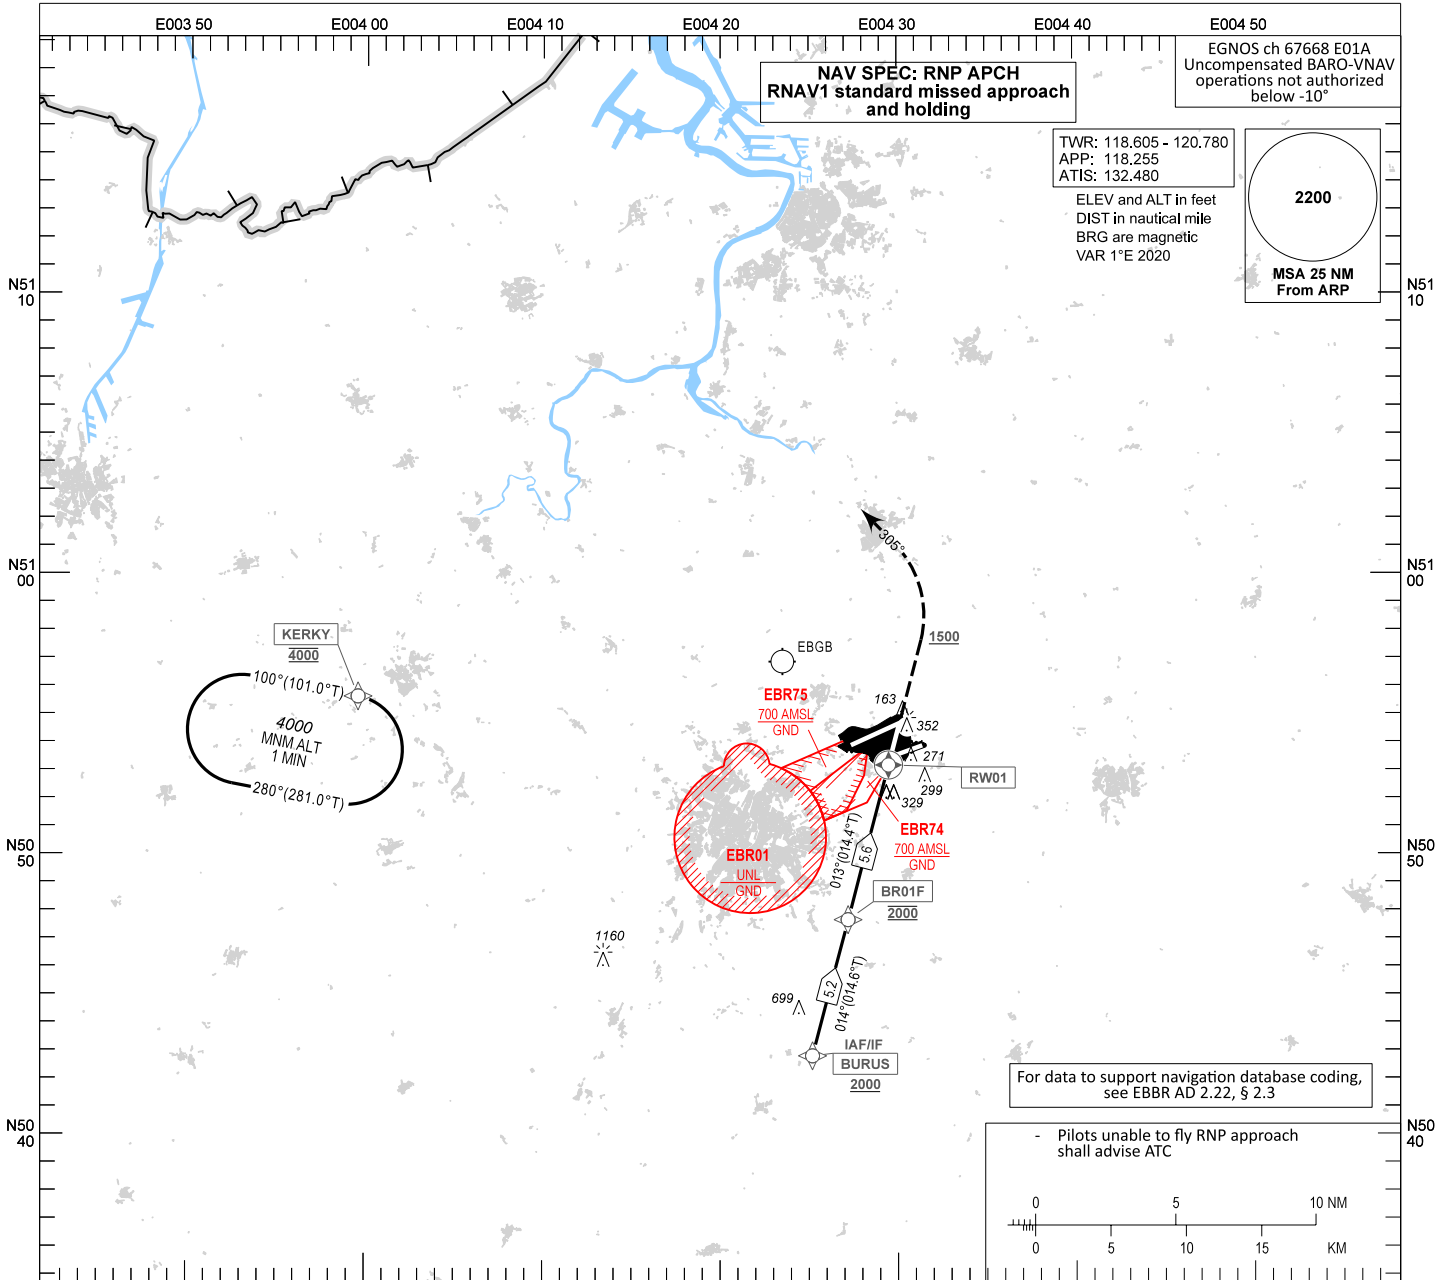 E003 50
E004 00
E004 10
E004 20
E004 30
E004 40
E004 50
EGNOS ch 67668 E01A
Uncompensated BARO-VNAV
operations not authorized
below -10°
NAV SPEC: RNP APCH
RNAV1 standard missed approach
and holding
TWR: 118.605 - 120.780
APP: 118.255
ATIS: 132.480
ELEV and ALT in feet
DIST in nautical mile
BRG are magnetic
VAR 1°E 2020
2200
MSA 25 NM
From ARP
N51
10
N51
10
305°
N51
00
N51
00
KERKY
4000
1500
EBGB
100°(101.0°T)
4000
MNM ALT
1 MIN
280°(281.0°T)
EBR75
700 AMSL
GND
163
352
271
299
329
RW01
EBR74
700 AMSL
GND
013°(014.4°T)
5.6
N50
50
N50
50
EBR01
UNL
GND
BR01F
2000
1160
699
5.2
014°(014.6°T)
IAF/IF
BURUS
2000
For data to support navigation database coding,
see EBBR AD 2.22, § 2.3
N50
40
N50
40
- Pilots unable to fly RNP approach
shall advise ATC
0 5 10 NM
0 5 10 15 KM